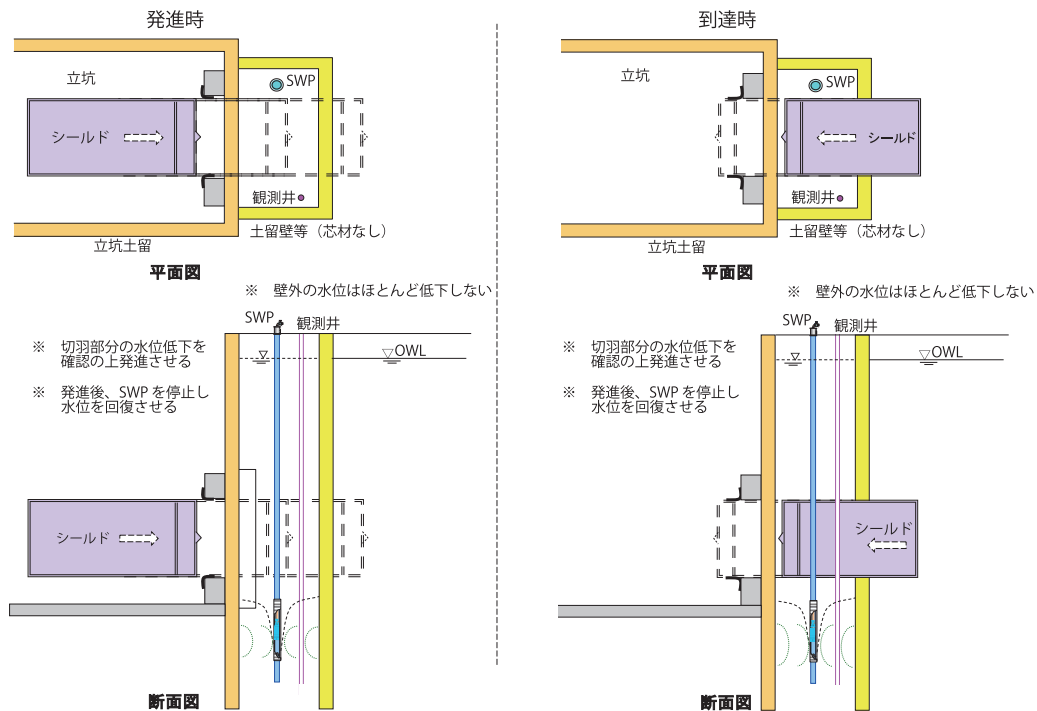 発進時
立坑
SWP
シールド
観測井
土留壁等（芯材なし）
立坑土留
平面図
※　壁外の水位はほとんど低下しない
SWP
観測井
※　切羽部分の水位低下を
確認の上発進させる
OWL
※　発進後、SWPを停止し
水位を回復させる
シールド
断面図
到達時
立坑
SWP
シールド
観測井
土留壁等（芯材なし）
立坑土留
平面図
※　壁外の水位はほとんど低下しない
SWP
観測井
※　切羽部分の水位低下を
確認の上発進させる
OWL
※　発進後、SWPを停止し
水位を回復させる
シールド
断面図